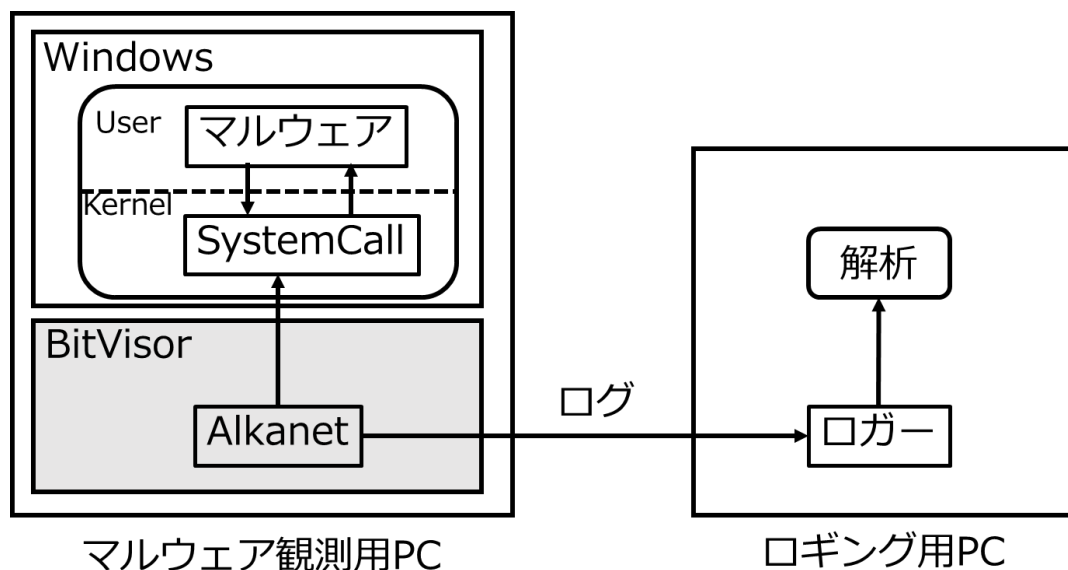 Windows
User
マルウェア
Kernel
SystemCall
解析
BitVisor
ログ
Alkanet
ロガー
マルウェア観測用PC
ロギング用PC